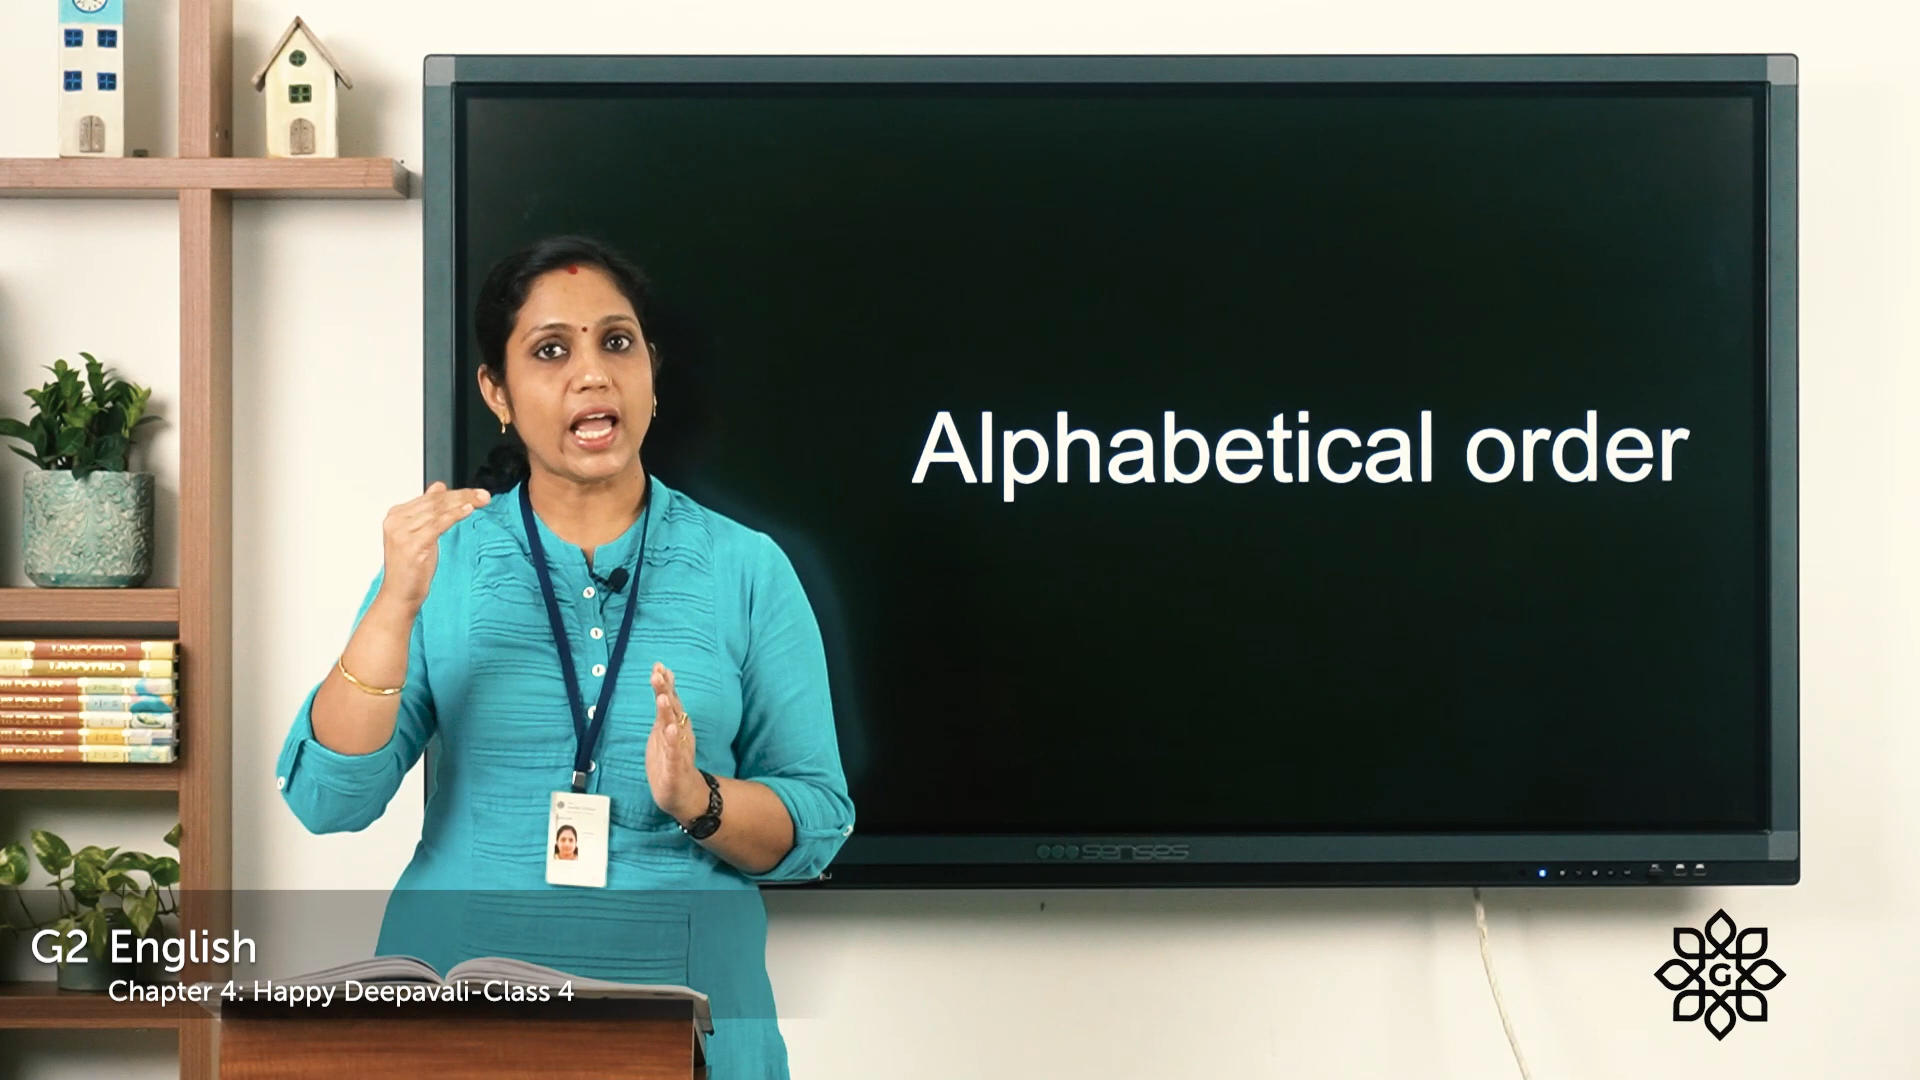 Alphabetical order
senses
G2 English
Chapter 4: Happy Deepavali-Class 4
G